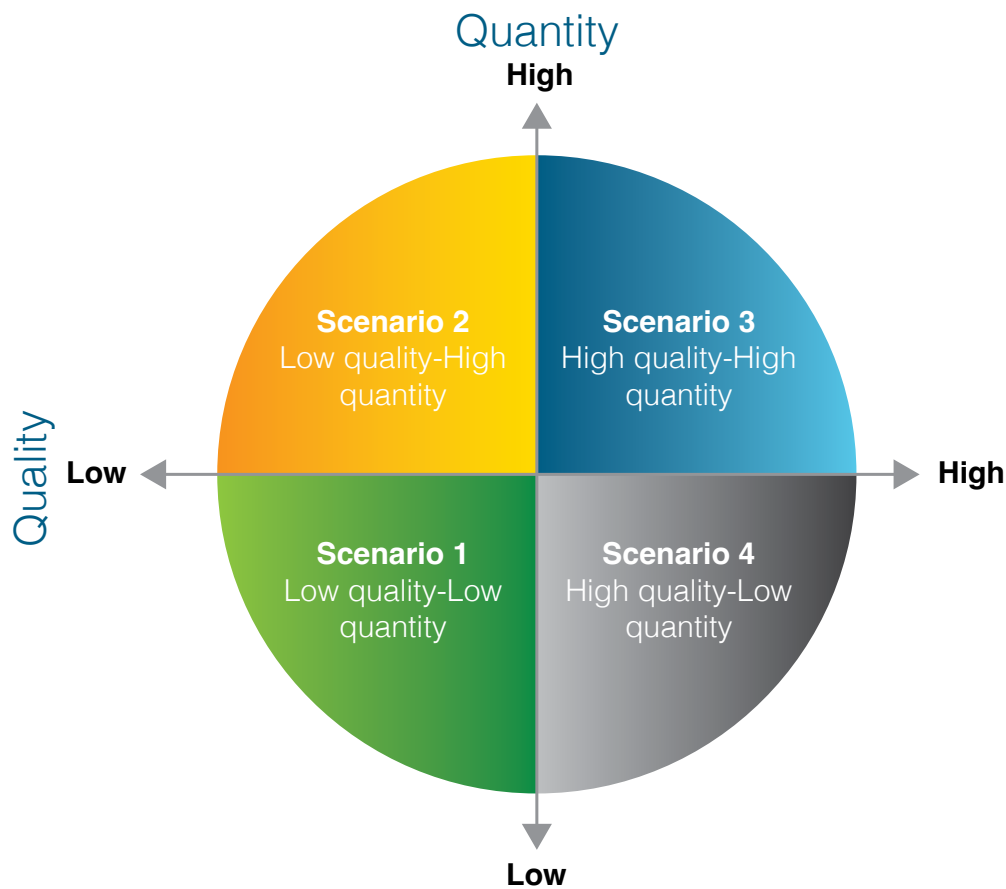 Quantity
High
Scenario 2
Low quality-High
quantity
Scenario 3
High quality-High
quantity
Quality
Low
High
Scenario 1
Low quality-Low
quantity
Scenario 4
High quality-Low
quantity
Low